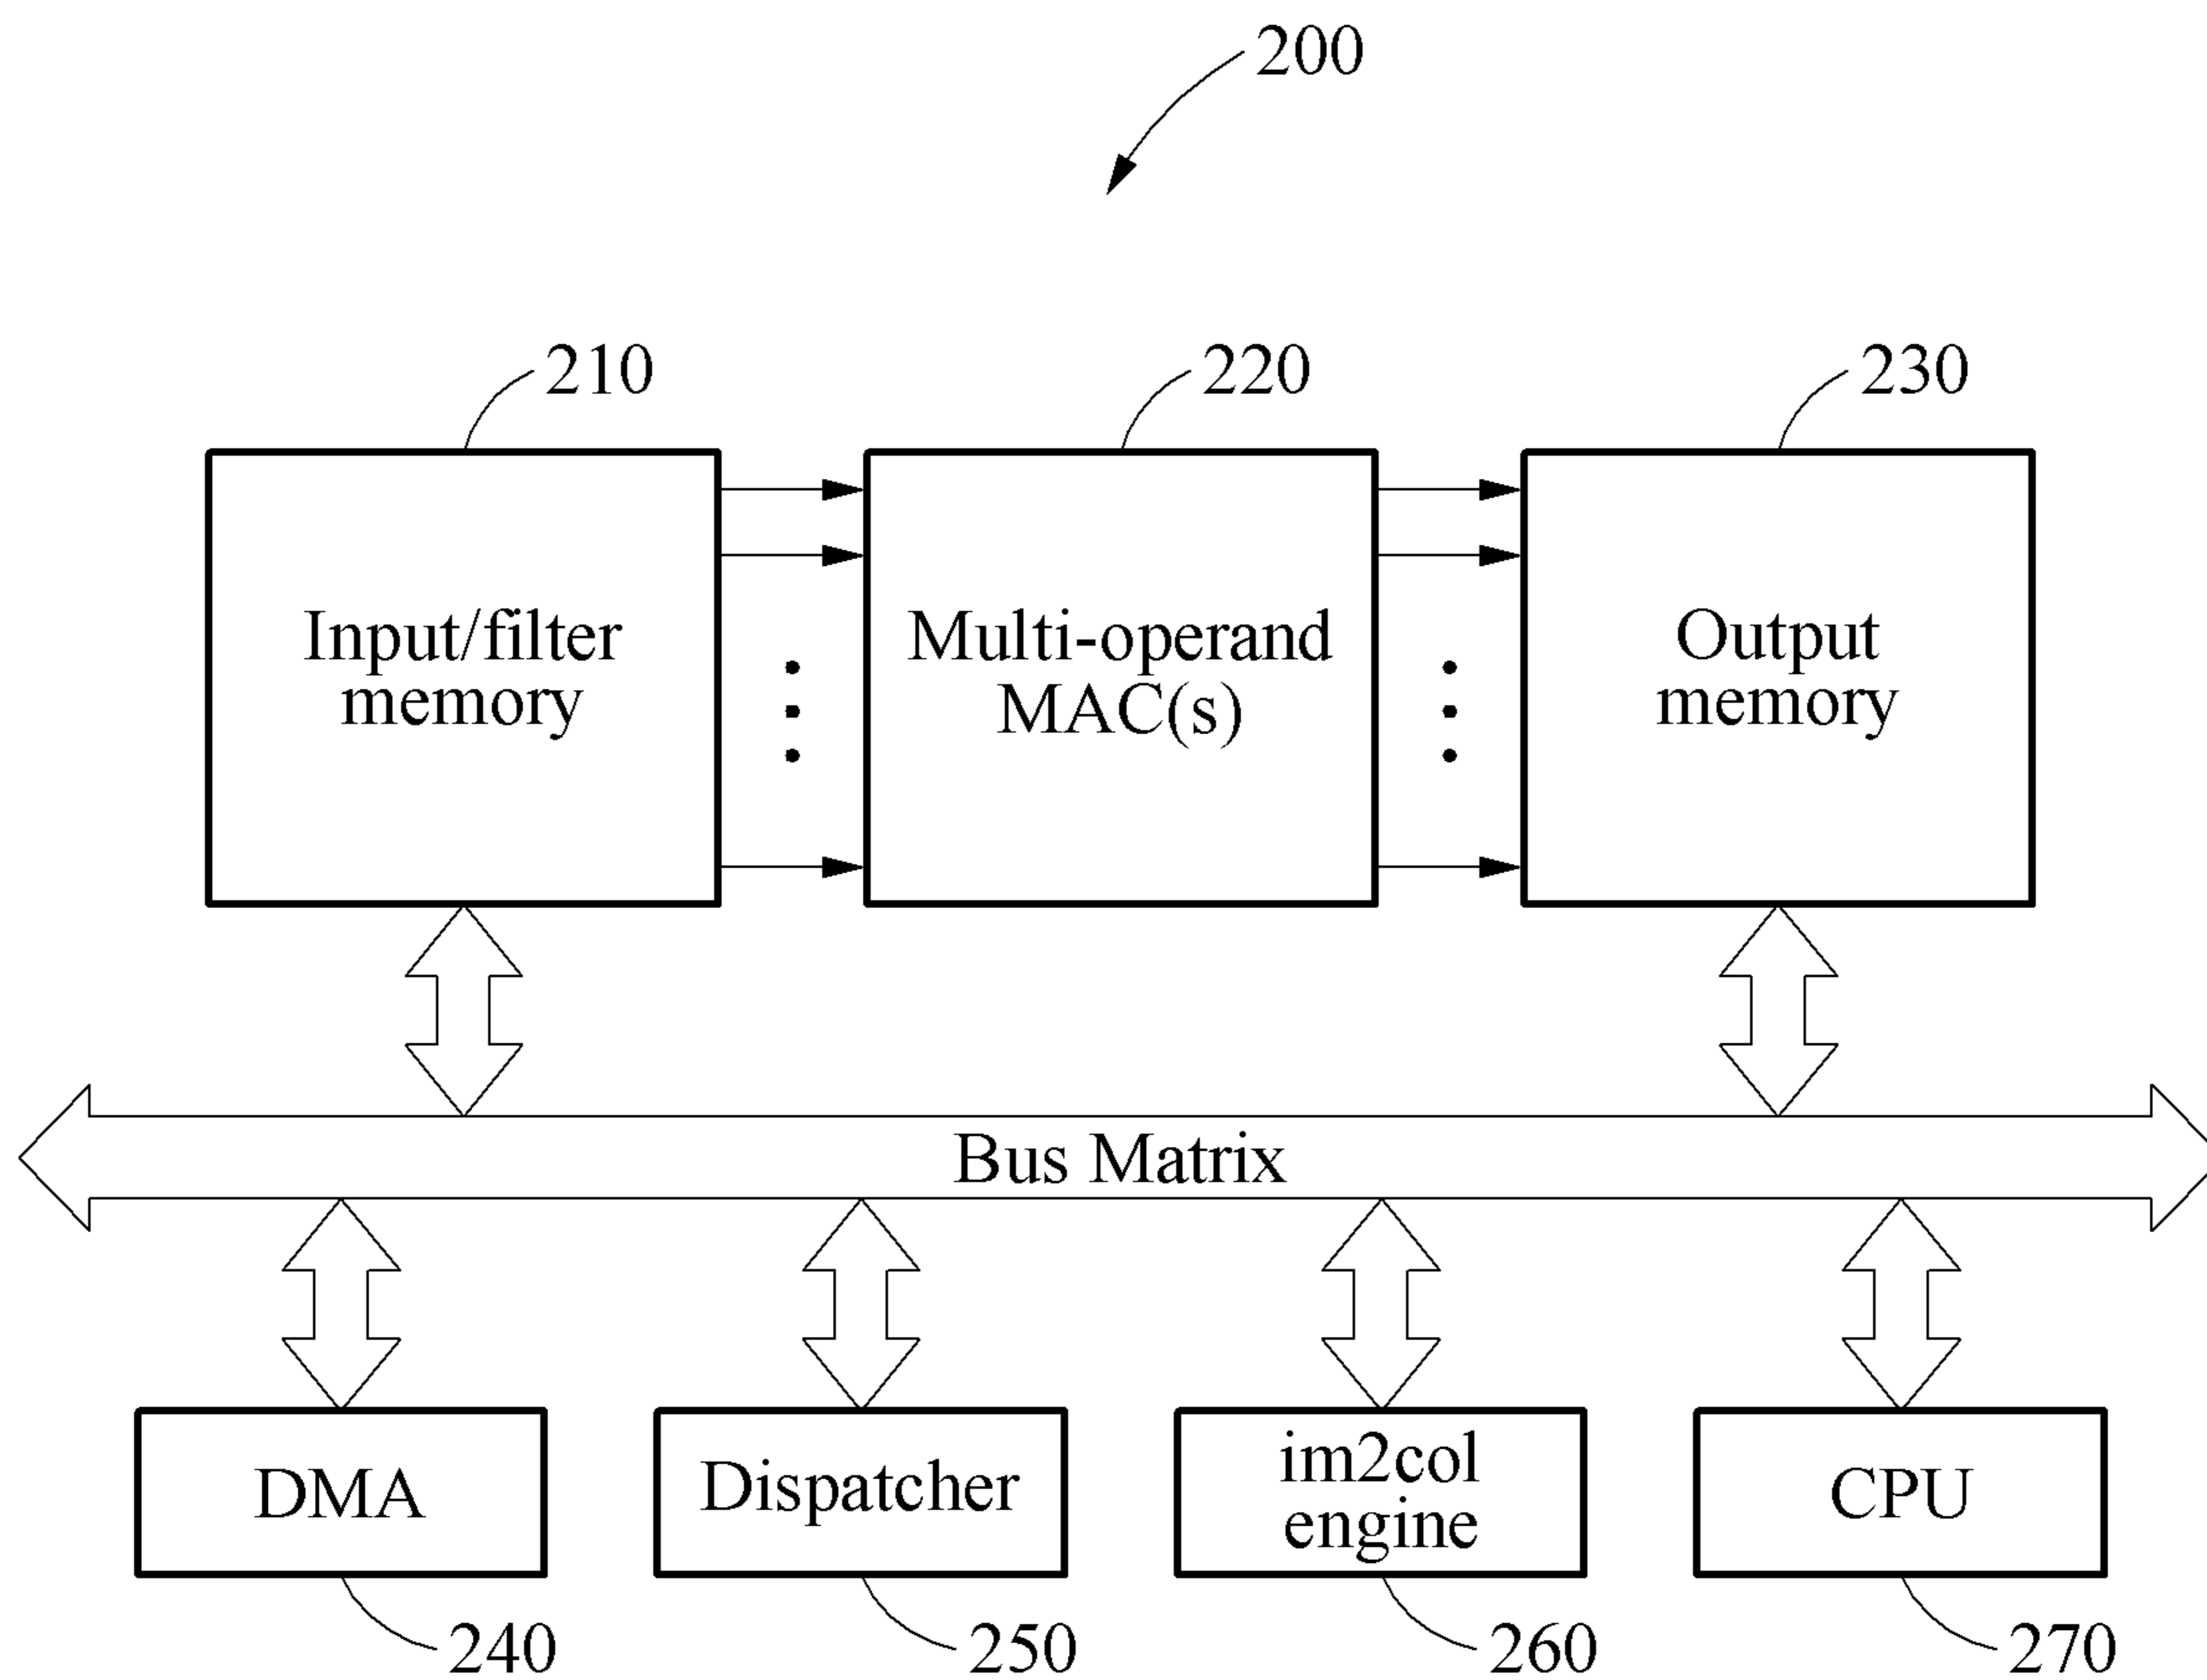 200
210
220
230
Input/filter
memory
Multi-operand
MAC(s)
Output
memory
Bus Matrix
DMA
Dispatcher
im2col
engine
CPU
240
250
260
270